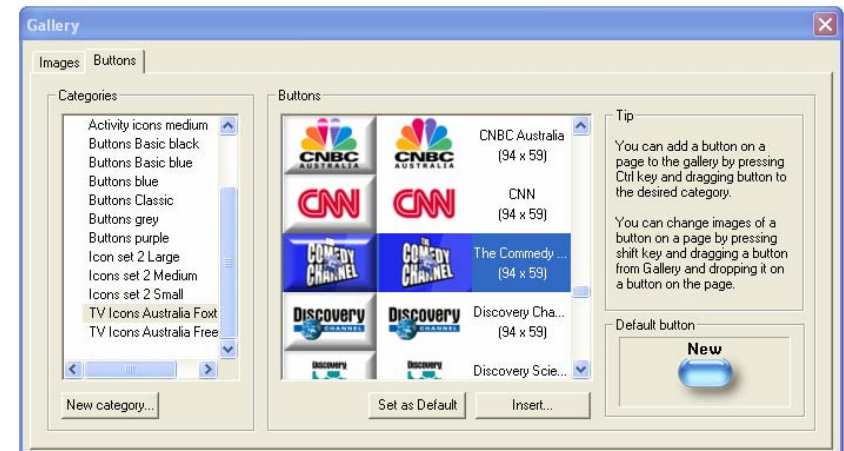 Gallery
Images Buttons
Categories
Activity icons medium
Buttons Basic black
Buttons Basic blue
Buttons blue
Buttons Classic
Buttons grey
Buttons purple
Icon set 2 Large
Icons set 2 Medium
Icons set 2 Small
TV Icons Australia Foxt
TV Icons Australia Free
New category...
Buttons
CNBC
AUSTRALIA
CNBC
AUSTRALIA
CNBC Australia
(94 x 59)
CNN
CNN
CNN
(94 x 59)
THE
COMEDY
CHANNEL
THE
COMEDY
CHANNEL
The Commedy ...
(94 x 59)
Discovery
CHANNEL
Discovery
CHANNEL
Discovery Cha...
(94 x 59)
Discovery
Discovery
Discovery Scie...
Set as Default
Insert...
Tip
You can add a button on a
page to the gallery by pressing
Ctrl key and dragging button to
the desired category.
You can change images of a
button on a page by pressing
shift key and dragging a button
from Gallery and dropping it on
a button on the page.
Default button
New